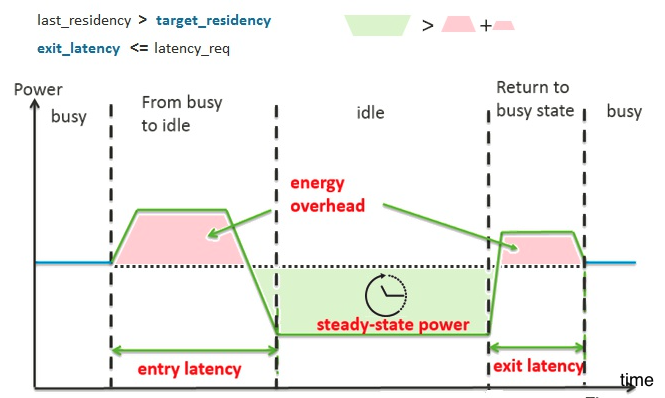 last_residency > target_residency
exit_latency <= latency_req
> +
Power
busy
From busy
to idle
idle
Return to
busy state
busy
energy
overhead
steady-state power
entry latency
exit latency
time